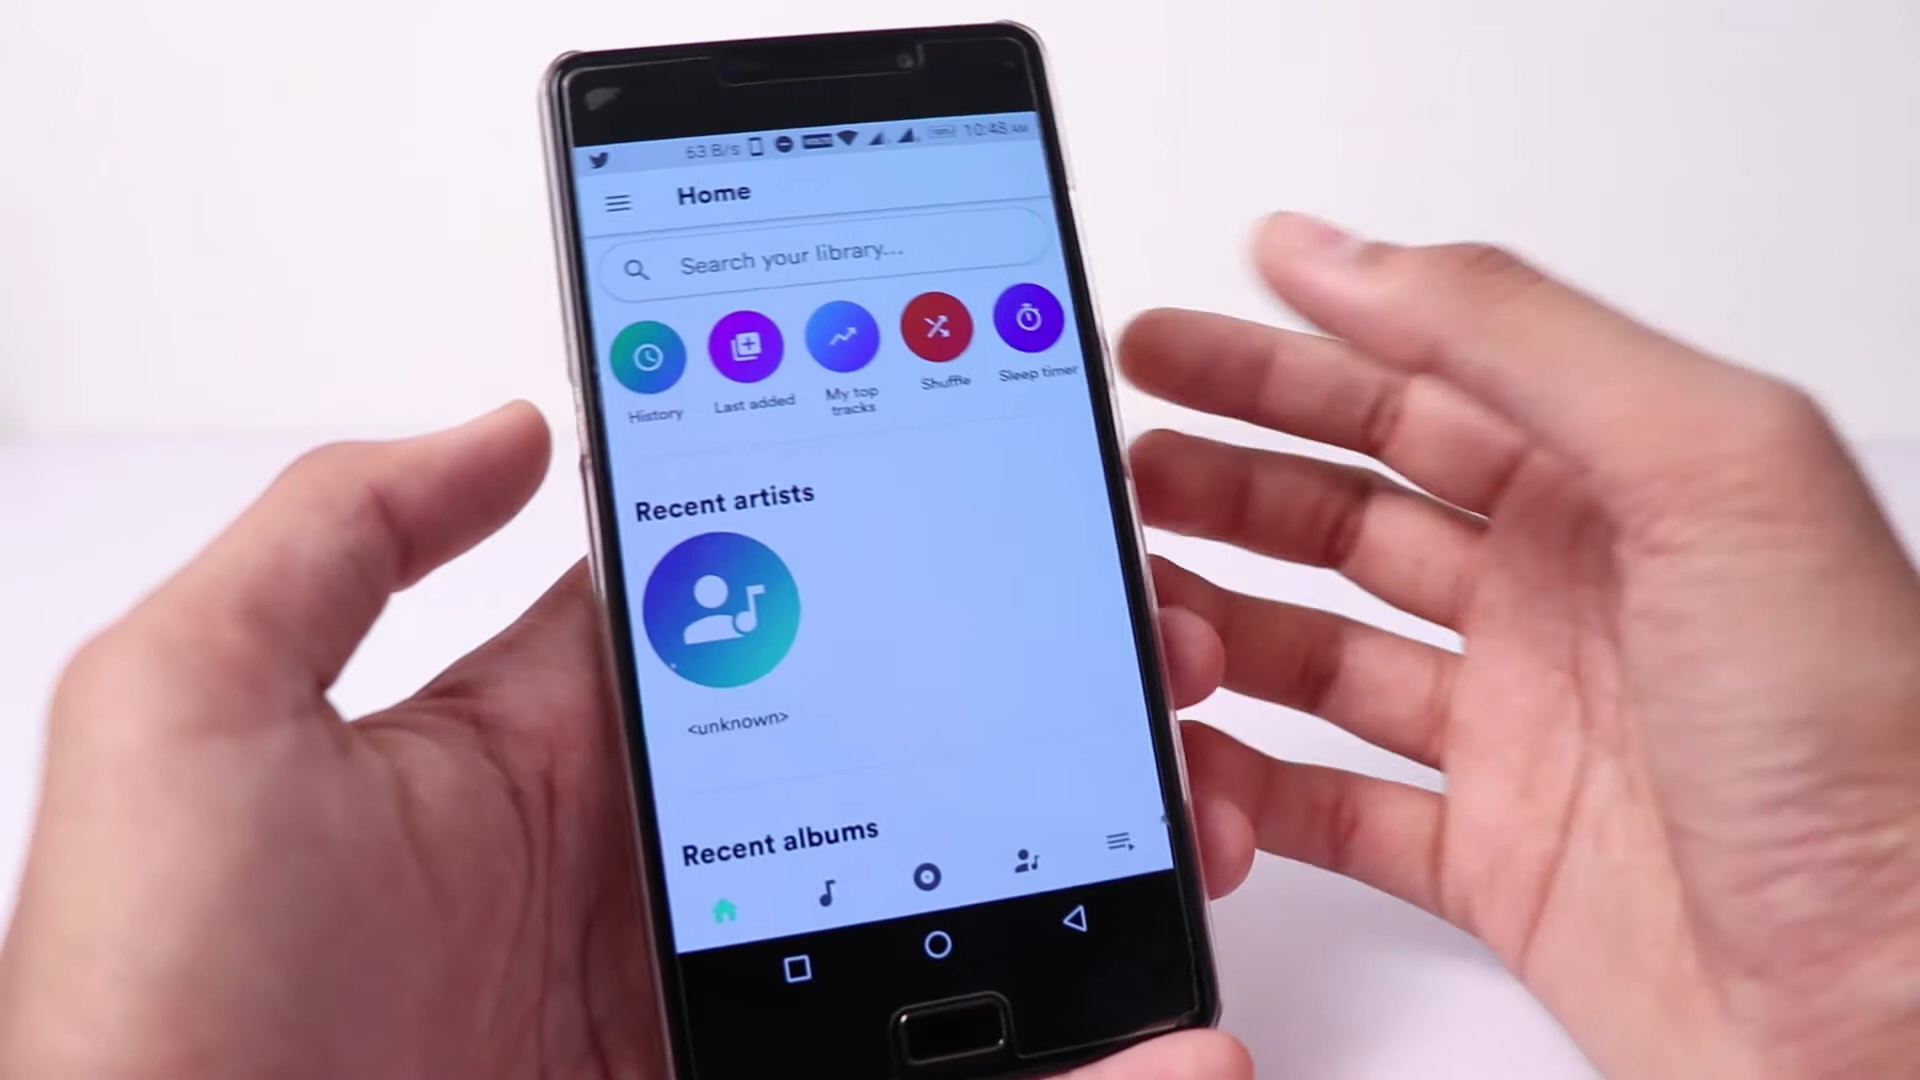 63 B/s 10:48 AM
Home
Search your library...
History
Last added
My top
tracks
Shuffle
Sleep timer
Recent artists
<unknown>
Recent albums